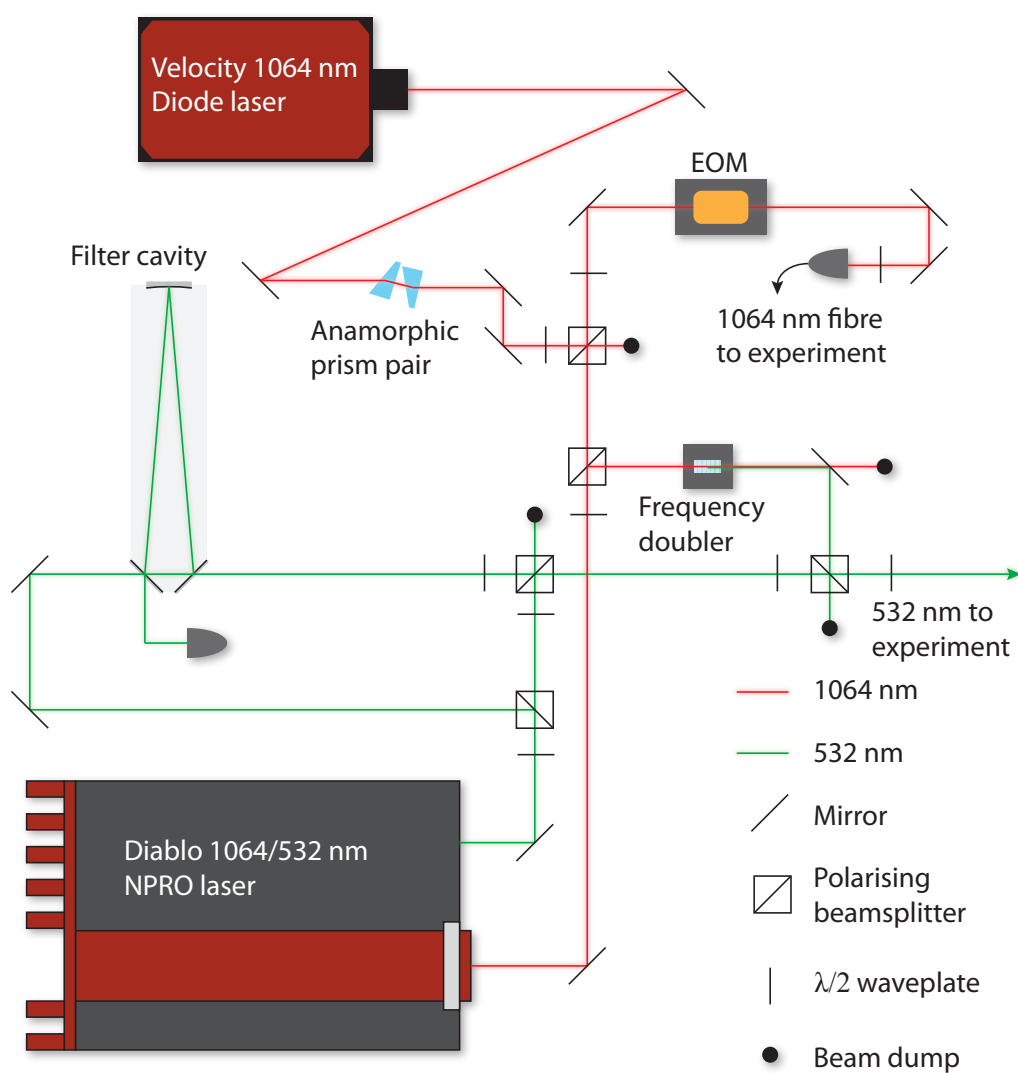 Velocity 1064 nm
Diode laser
EOM
Filter cavity
Anamorphic
prism pair
1064 nm fibre
to experiment
Frequency
doubler
532 nm to
experiment
1064 nm
532 nm
Mirror
Diablo 1064/532 nm
NPRO laser
Polarising
beamsplitter
λ/2 waveplate
Beam dump